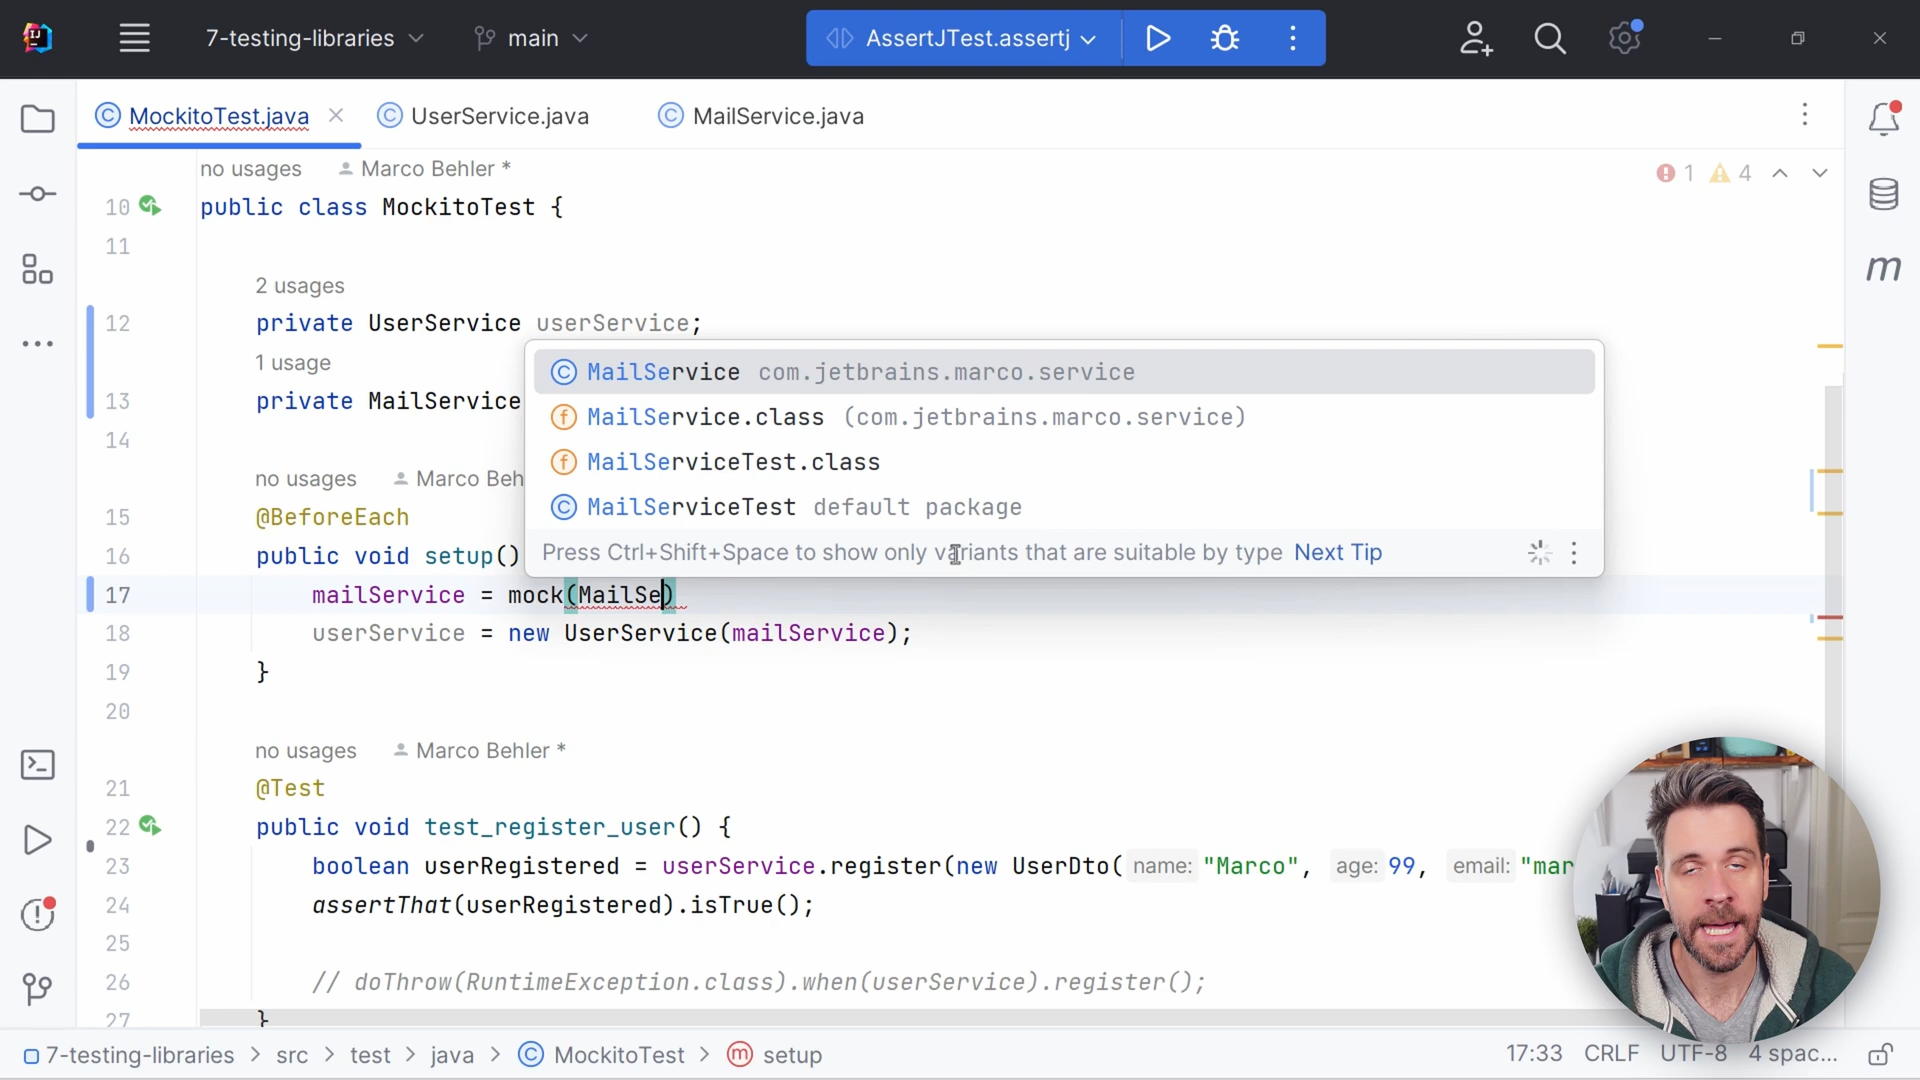 IJ 7-testing-libraries main AssertJTest.assertj
MockitoTest.java UserService.java MailService.java
no usages Marco Behler *
1 4
10 public class MockitoTest {
11
2 usages
12 private UserService userService;
1 usage
13 private MailService
14
no usages Marco Beh
15 @BeforeEach
16 public void setup()
MailService com.jetbrains.marco.service
MailService.class (com.jetbrains.marco.service)
MailServiceTest.class
MailServiceTest default package
Press Ctrl+Shift+Space to show only variants that are suitable by type Next Tip
17 mailService = mock(MailSe)
18 userService = new UserService(mailService);
19 }
20
no usages Marco Behler *
21 @Test
22 public void test_register_user() {
23 boolean userRegistered = userService.register(new UserDto( name: "Marco", age: 99, email: "mar
24 assertThat(userRegistered).isTrue();
25
26 // doThrow(RuntimeException.class).when(userService).register();
27 }
7-testing-libraries > src > test > java > MockitoTest > setup
17:33 CRLF UTF-8 4 spac...